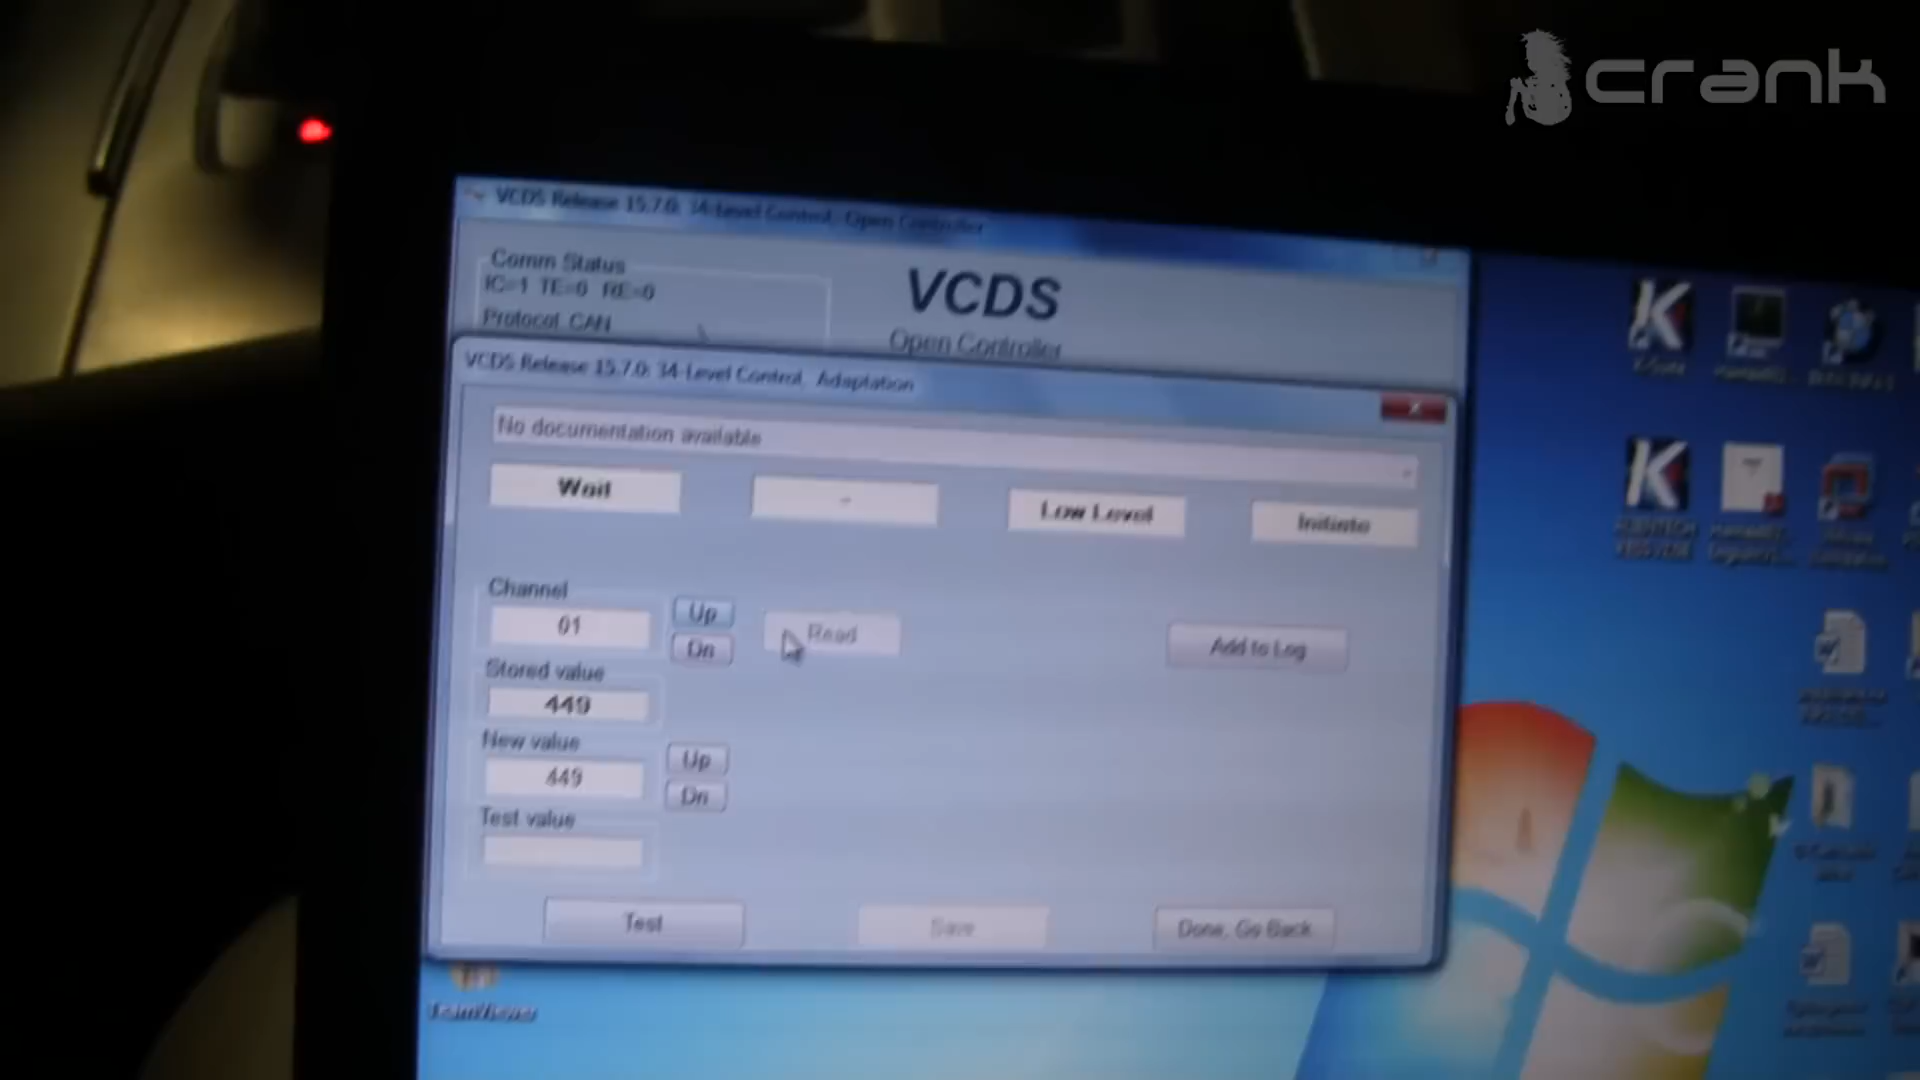 crank
VCDS Release 15.7.0: 34-Level Control, Open Controller
Comm Status
IC=1 TE=0 RE=0
Protocol: CAN
VCDS
Open Controller
VCDS Release 15.7.0: 34-Level Control, Adaptation
No documentation available
Wait
-
Low Level
Initiate
Channel
01
Up
Dn
Read
Add to Log
Stored value
449
New value
449
Up
Dn
Test value
Test
Save
Done, Go Back
TeamViewer